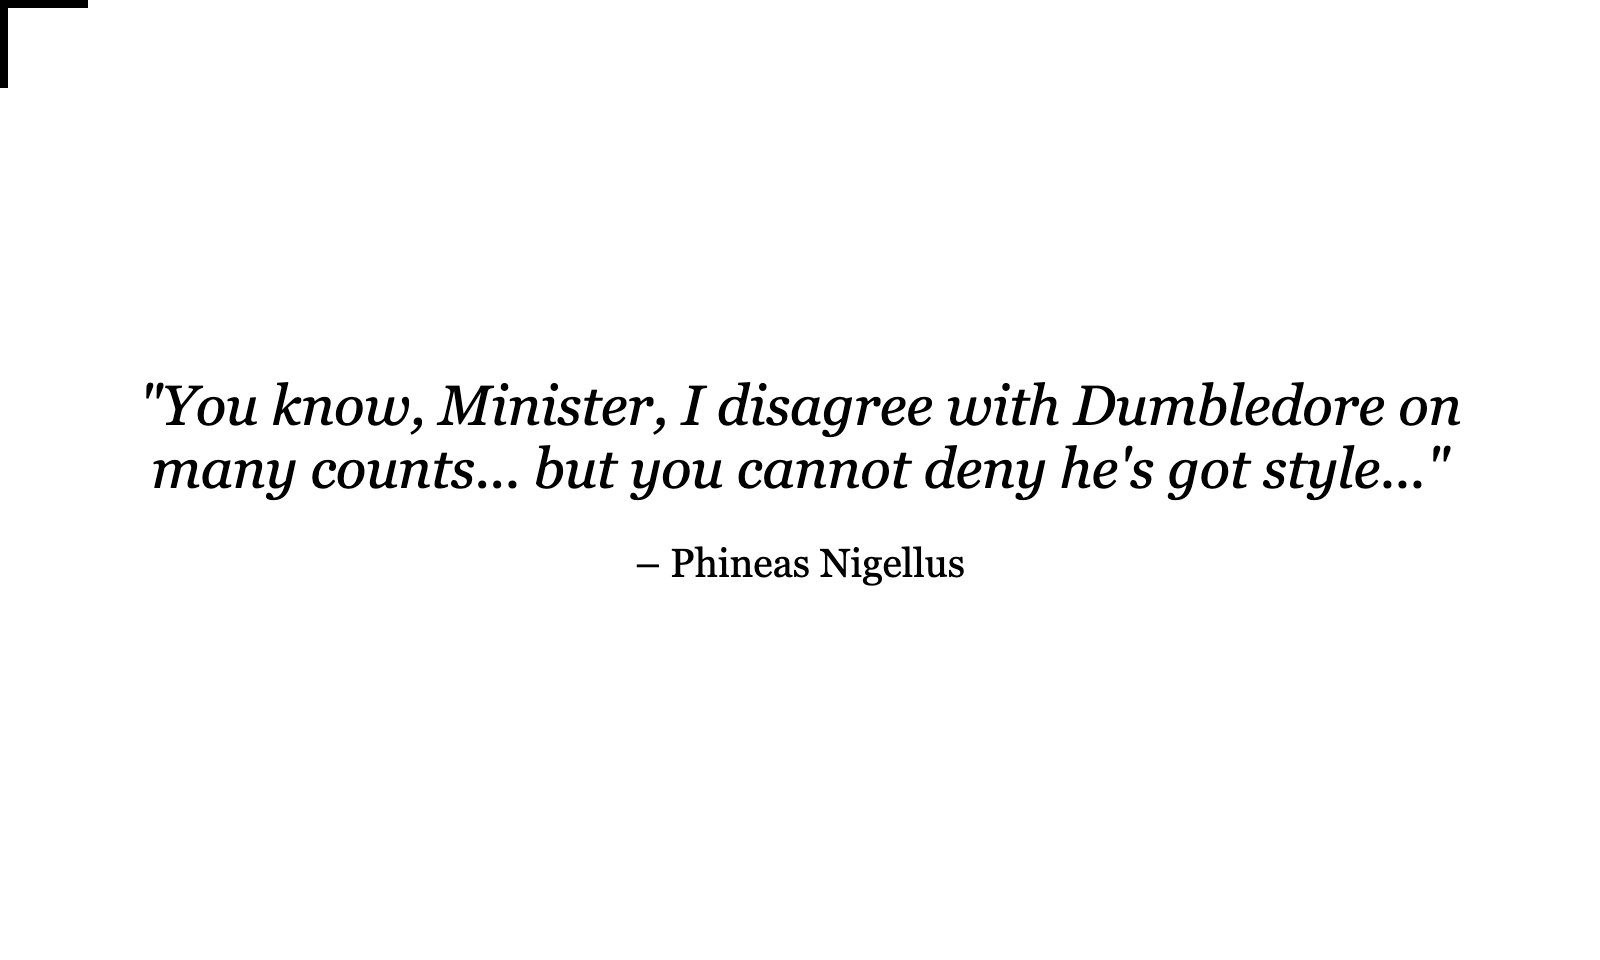 "You know, Minister, I disagree with Dumbledore on
many counts... but you cannot deny he's got style..."
– Phineas Nigellus